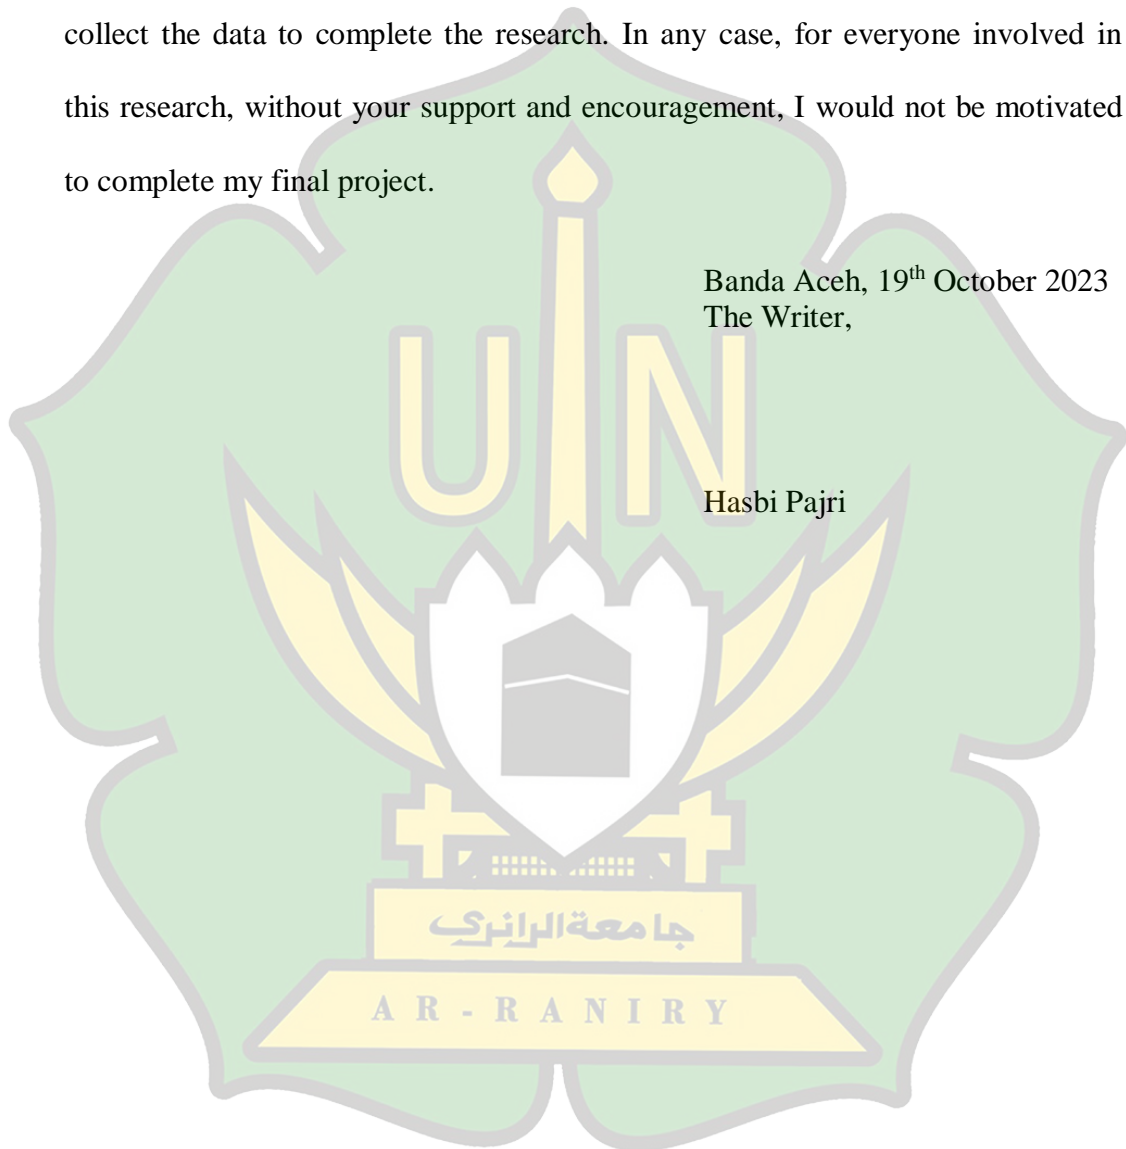 collect the data to complete the research. In any case, for everyone involved in
this research, without your support and encouragement, I would not be motivated
to complete my final project.
Banda Aceh, 19th October 2023
The Writer,
UIN
Hasbi Pajri
جامعة الرانري
AR-RANIRY